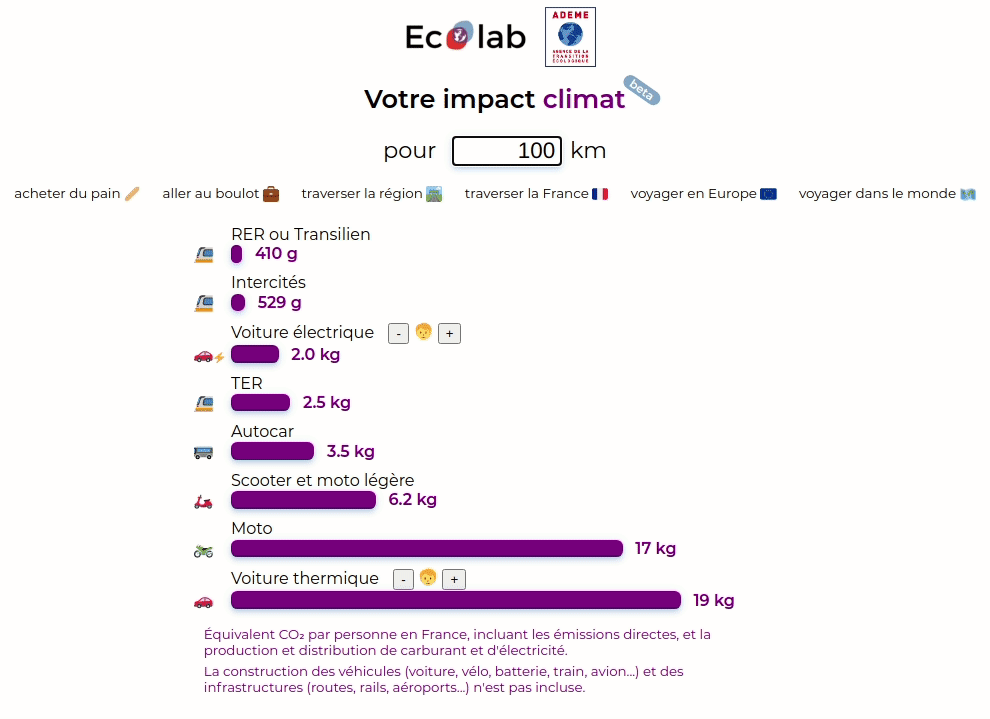 Ecolab
ADEME
AGENCE DE LA
TRANSITION
ÉCOLOGIQUE
Votre impact climat beta
pour 100 km
acheter du pain aller au boulot traverser la région traverser la France voyager en Europe voyager dans le monde
RER ou Transilien
410 g
Intercités
529 g
Voiture électrique - +
2.0 kg
TER
2.5 kg
Autocar
3.5 kg
Scooter et moto légère
6.2 kg
Moto
17 kg
Voiture thermique - +
19 kg
Équivalent CO₂ par personne en France, incluant les émissions directes, et la
production et distribution de carburant et d'électricité.
La construction des véhicules (voiture, vélo, batterie, train, avion...) et des
infrastructures (routes, rails, aéroports...) n'est pas incluse.